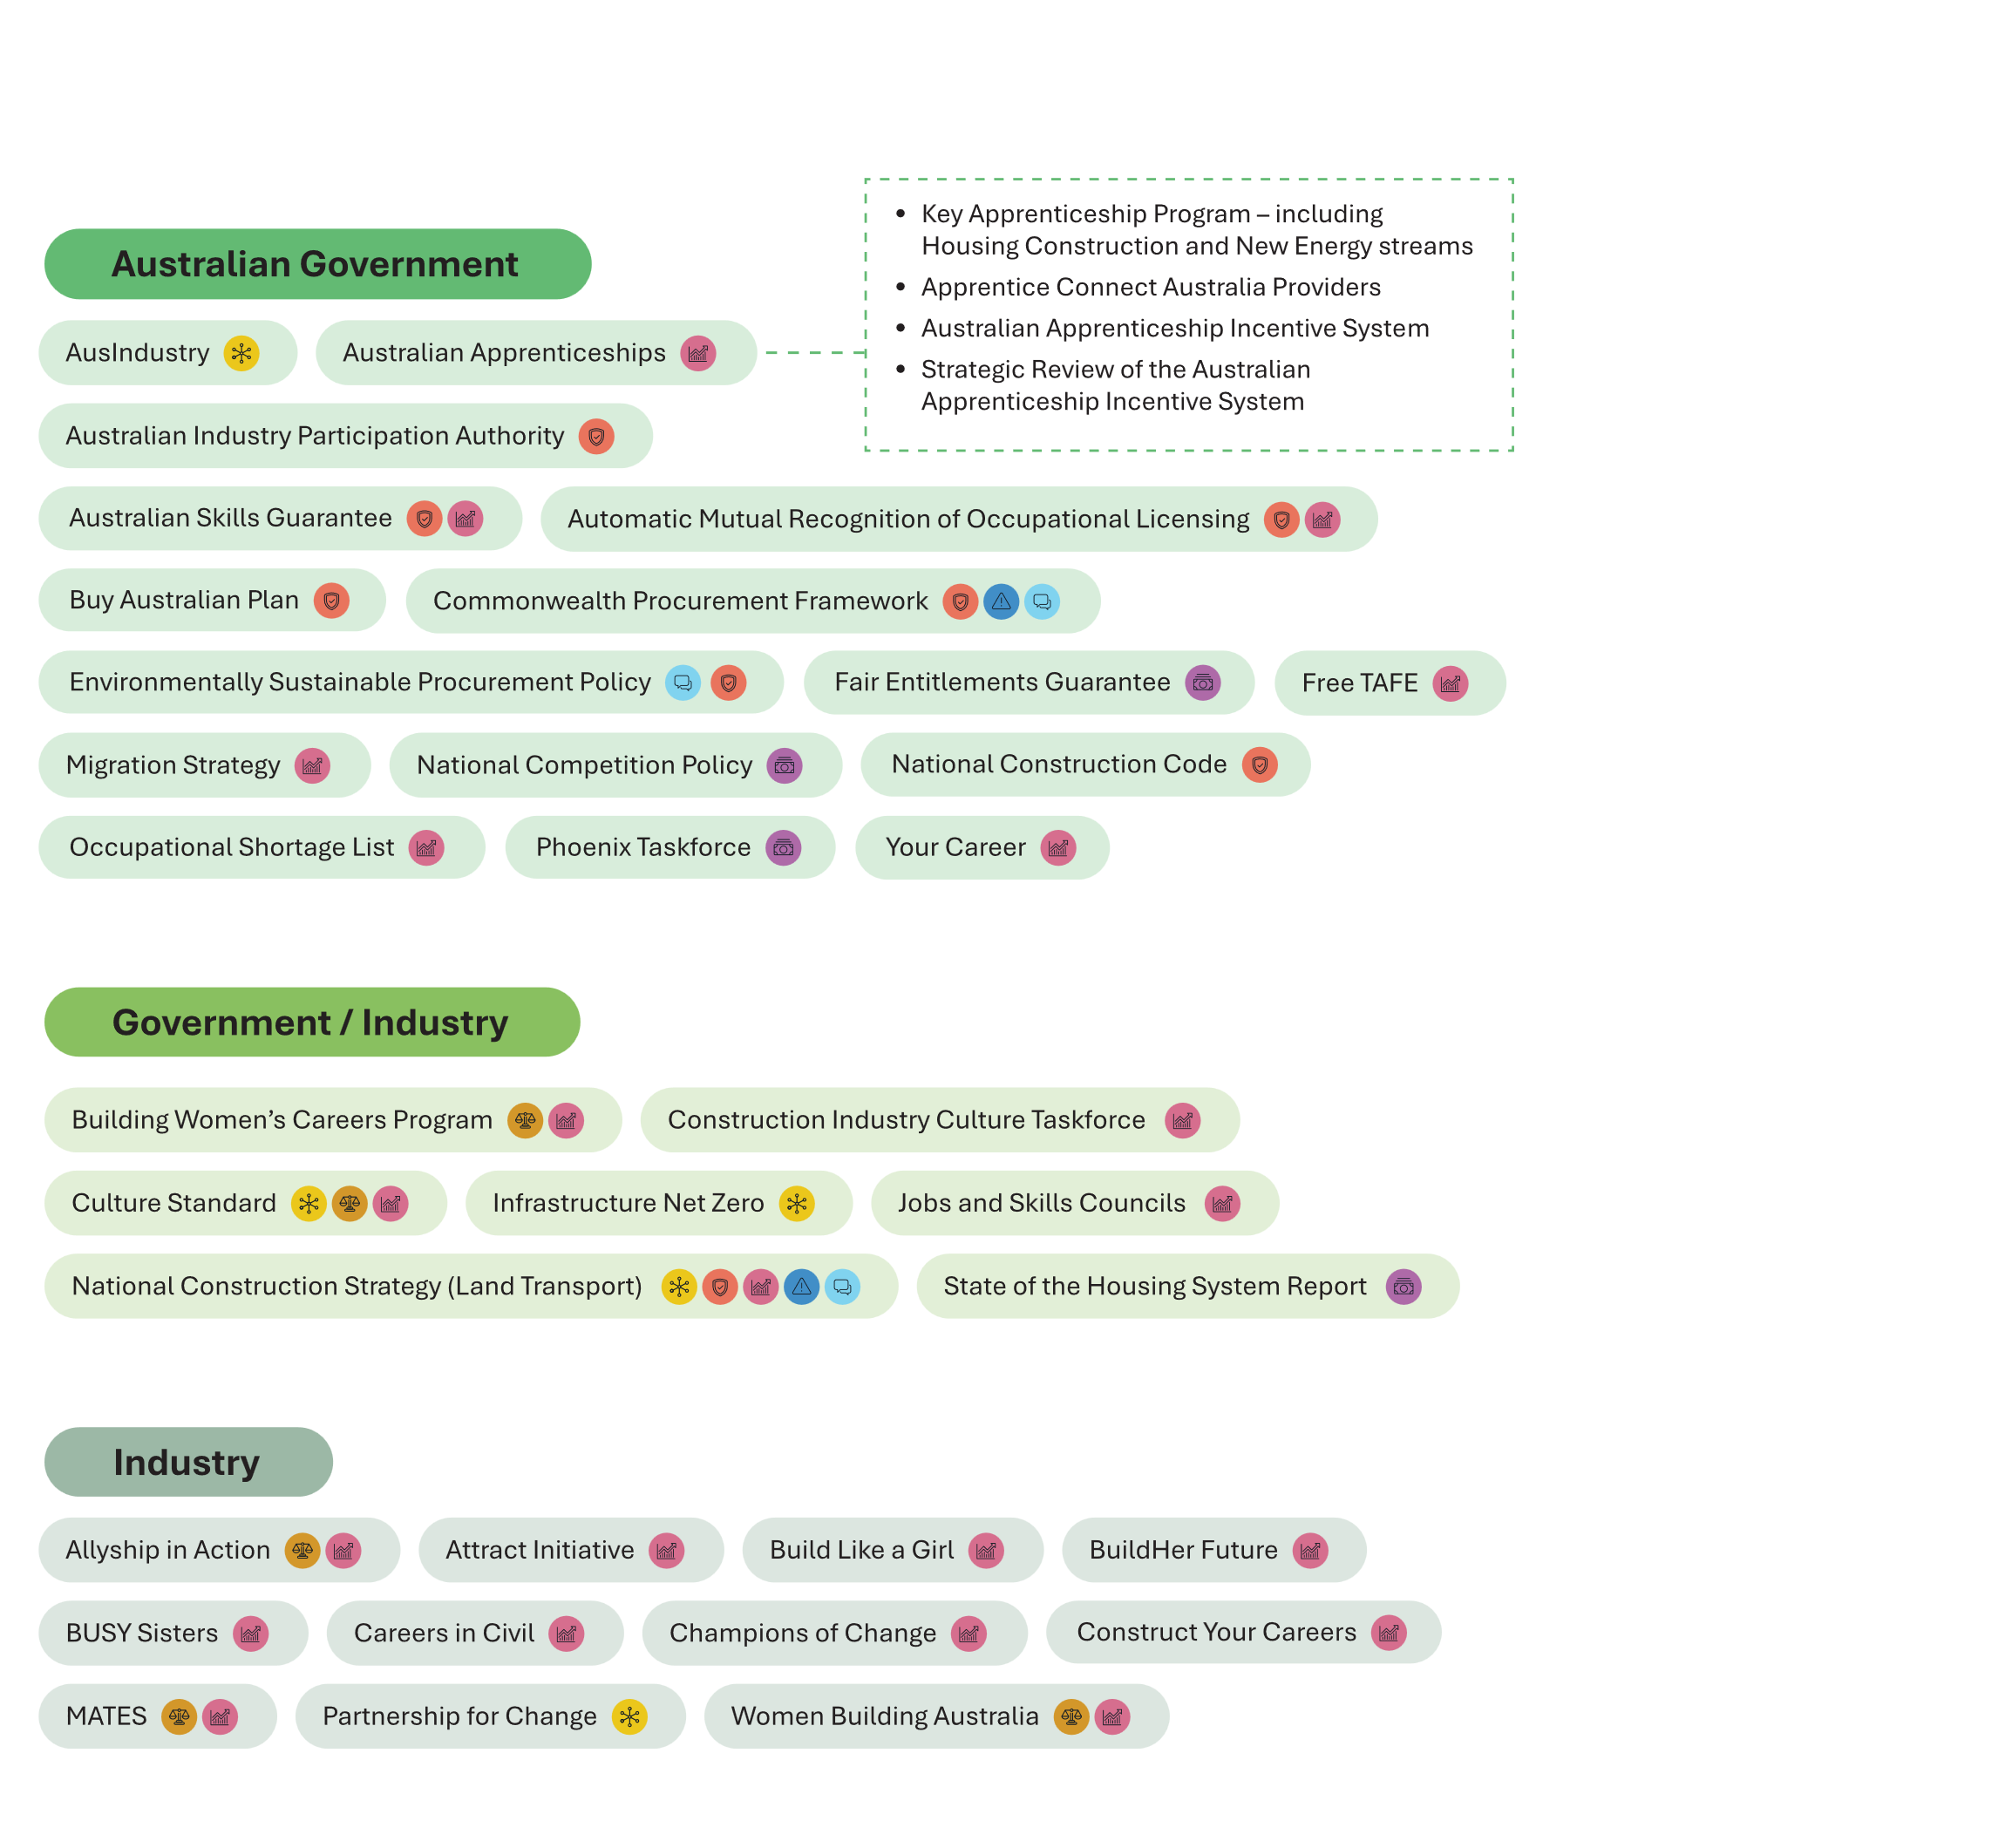 • Key Apprenticeship Program – including
Housing Construction and New Energy streams
• Apprentice Connect Australia Providers
• Australian Apprenticeship Incentive System
• Strategic Review of the Australian
Apprenticeship Incentive System
Australian Government
AusIndustry
Australian Apprenticeships
Australian Industry Participation Authority
Australian Skills Guarantee
Automatic Mutual Recognition of Occupational Licensing
Buy Australian Plan
Commonwealth Procurement Framework
Environmentally Sustainable Procurement Policy
Fair Entitlements Guarantee
Free TAFE
Migration Strategy
National Competition Policy
National Construction Code
Occupational Shortage List
Phoenix Taskforce
Your Career
Government / Industry
Building Women’s Careers Program
Construction Industry Culture Taskforce
Culture Standard
Infrastructure Net Zero
Jobs and Skills Councils
National Construction Strategy (Land Transport)
State of the Housing System Report
Industry
Allyship in Action
Attract Initiative
Build Like a Girl
BuildHer Future
BUSY Sisters
Careers in Civil
Champions of Change
Construct Your Careers
MATES
Partnership for Change
Women Building Australia